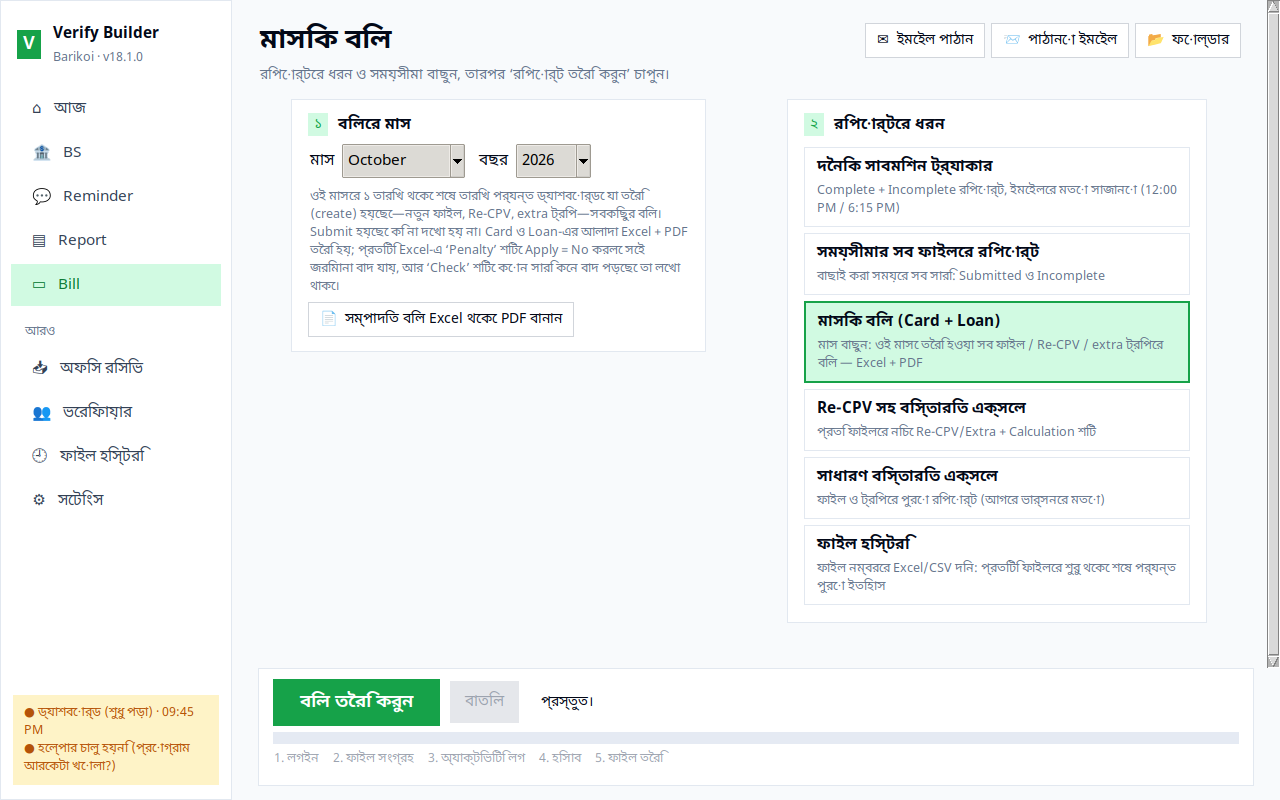 V
Verify Builder
Barikoi · v18.1.0
আজ
BS
Reminder
Report
Bill
আরও
অফিস রিসিভ
ভেরিফায়ার
ফাইল হিস্টরি
সেটিংস
● ড্যাশবোর্ড (শুধু পড়া) · 09:45
PM
● হেল্পার চালু হয়নি (প্রোগ্রাম
আরেকটা খোলা?)
মাসিক বিল
রিপোর্টের ধরন ও সময়সীমা বাছুন, তারপর ‘রিপোর্ট তৈরি করুন’ চাপুন।
ইমেইল পাঠান
পাঠানো ইমেইল
ফোল্ডার
১ বিলের মাস
মাস October বছর 2026
ওই মাসের ১ তারিখ থেকে শেষ তারিখ পর্যন্ত ড্যাশবোর্ডে যা তৈরি
(create) হয়েছে—নতুন ফাইল, Re-CPV, extra ট্রিপ—সবকিছুর বিল।
Submit হয়েছে কিনা দেখা হয় না। Card ও Loan-এর আলাদা Excel + PDF
তৈরি হয়; প্রতিটি Excel-এ ‘Penalty’ শিটে Apply = No করলে সেই
জরিমানা বাদ যায়, আর ‘Check’ শিটে কোন সারি কেন বাদ পড়েছে তা লেখা
থাকে।
সম্পাদিত বিল Excel থেকে PDF বানান
২ রিপোর্টের ধরন
দৈনিক সাবমিশন ট্র্যাকার
Complete + Incomplete রিপোর্ট, ইমেইলের মতো সাজানো (12:00
PM / 6:15 PM)
সময়সীমার সব ফাইলের রিপোর্ট
বাছাই করা সময়ের সব সারি: Submitted ও Incomplete
মাসিক বিল (Card + Loan)
মাস বাছুন: ওই মাসে তৈরি হওয়া সব ফাইল / Re-CPV / extra ট্রিপের
বিল — Excel + PDF
Re-CPV সহ বিস্তারিত এক্সেল
প্রতি ফাইলের নিচে Re-CPV/Extra + Calculation শিট
সাধারণ বিস্তারিত এক্সেল
ফাইল ও ট্রিপের পুরো রিপোর্ট (আগের ভার্সনের মতো)
ফাইল হিস্টরি
ফাইল নম্বরের Excel/CSV দিন: প্রতিটি ফাইলের শুরু থেকে শেষ পর্যন্ত
পুরো ইতিহাস
বিল তৈরি করুন
বাতিল
প্রস্তুত।
1. লগইন 2. ফাইল সংগ্রহ 3. অ্যাক্টিভিটি লগ 4. হিসাব 5. ফাইল তৈরি